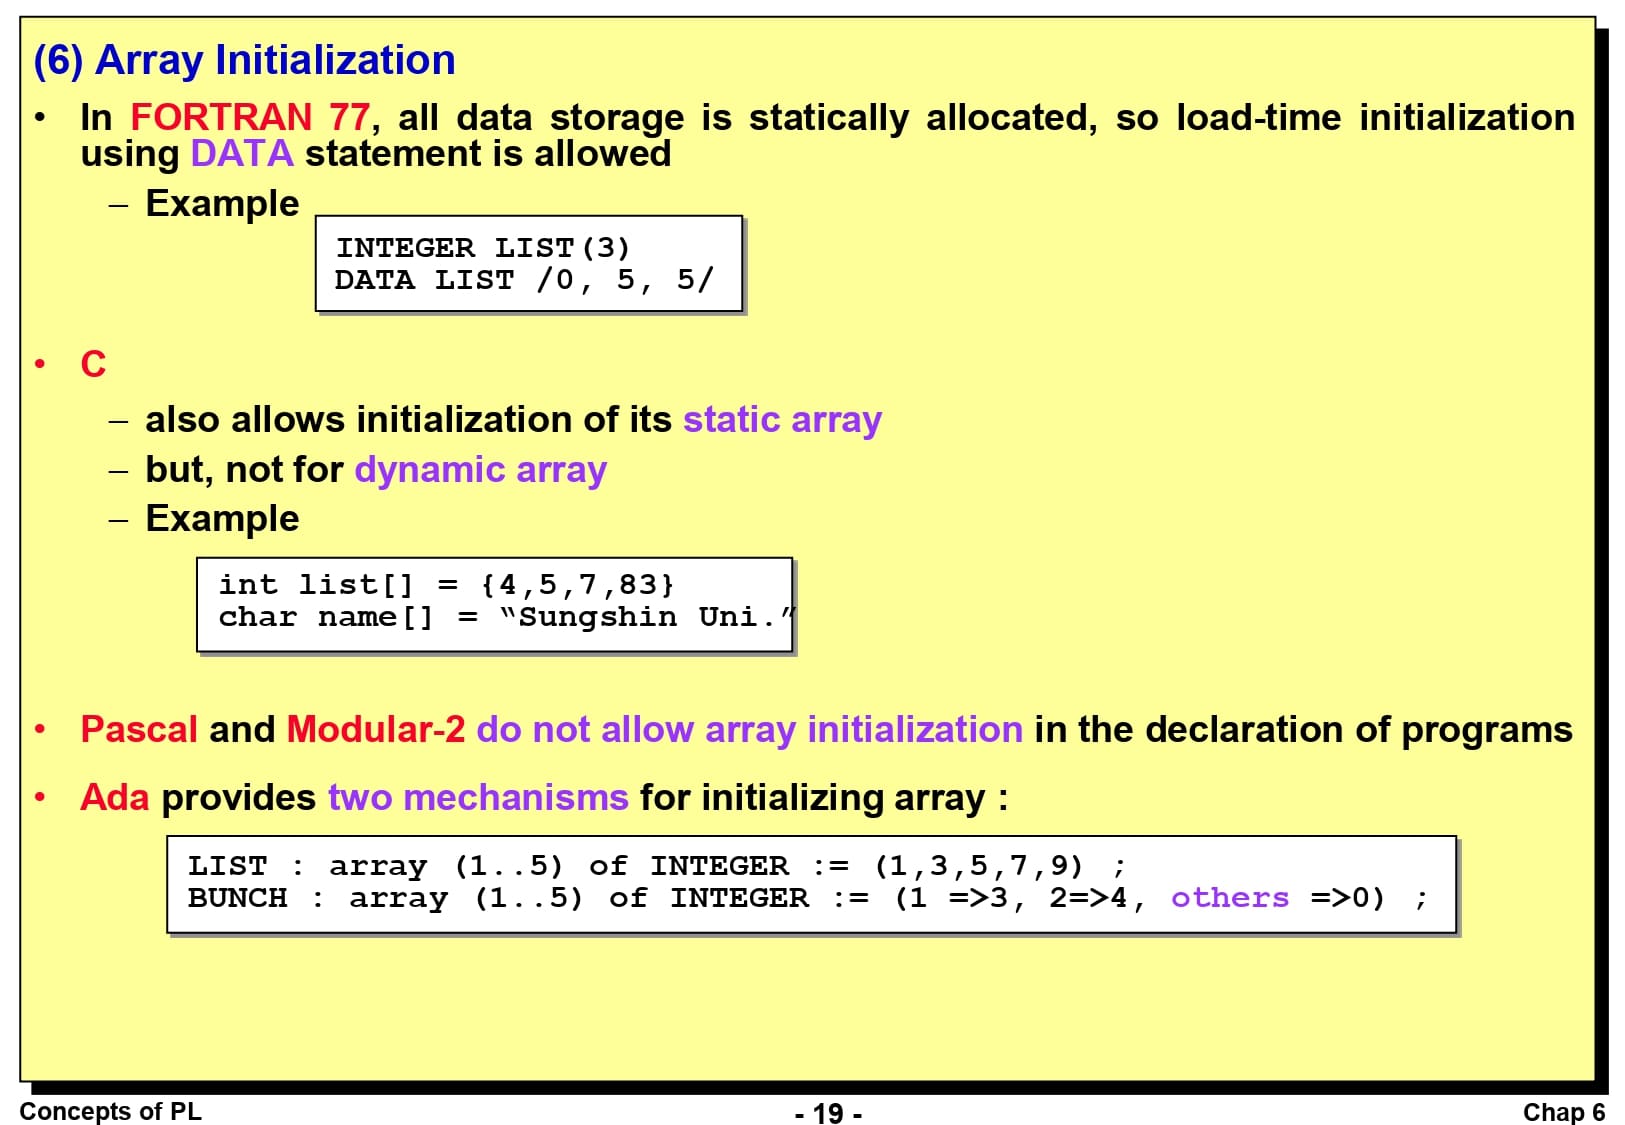 (6) Array Initialization
• In FORTRAN 77, all data storage is statically allocated, so load-time initialization
using DATA statement is allowed
– Example
INTEGER LIST(3)
DATA LIST /0, 5, 5/
• C
– also allows initialization of its static array
– but, not for dynamic array
– Example
int list[] = {4,5,7,83}
char name[] = “Sungshin Uni.”
• Pascal and Modular-2 do not allow array initialization in the declaration of programs
• Ada provides two mechanisms for initializing array :
LIST : array (1..5) of INTEGER := (1,3,5,7,9) ;
BUNCH : array (1..5) of INTEGER := (1 =>3, 2=>4, others =>0) ;
Concepts of PL
- 19 -
Chap 6